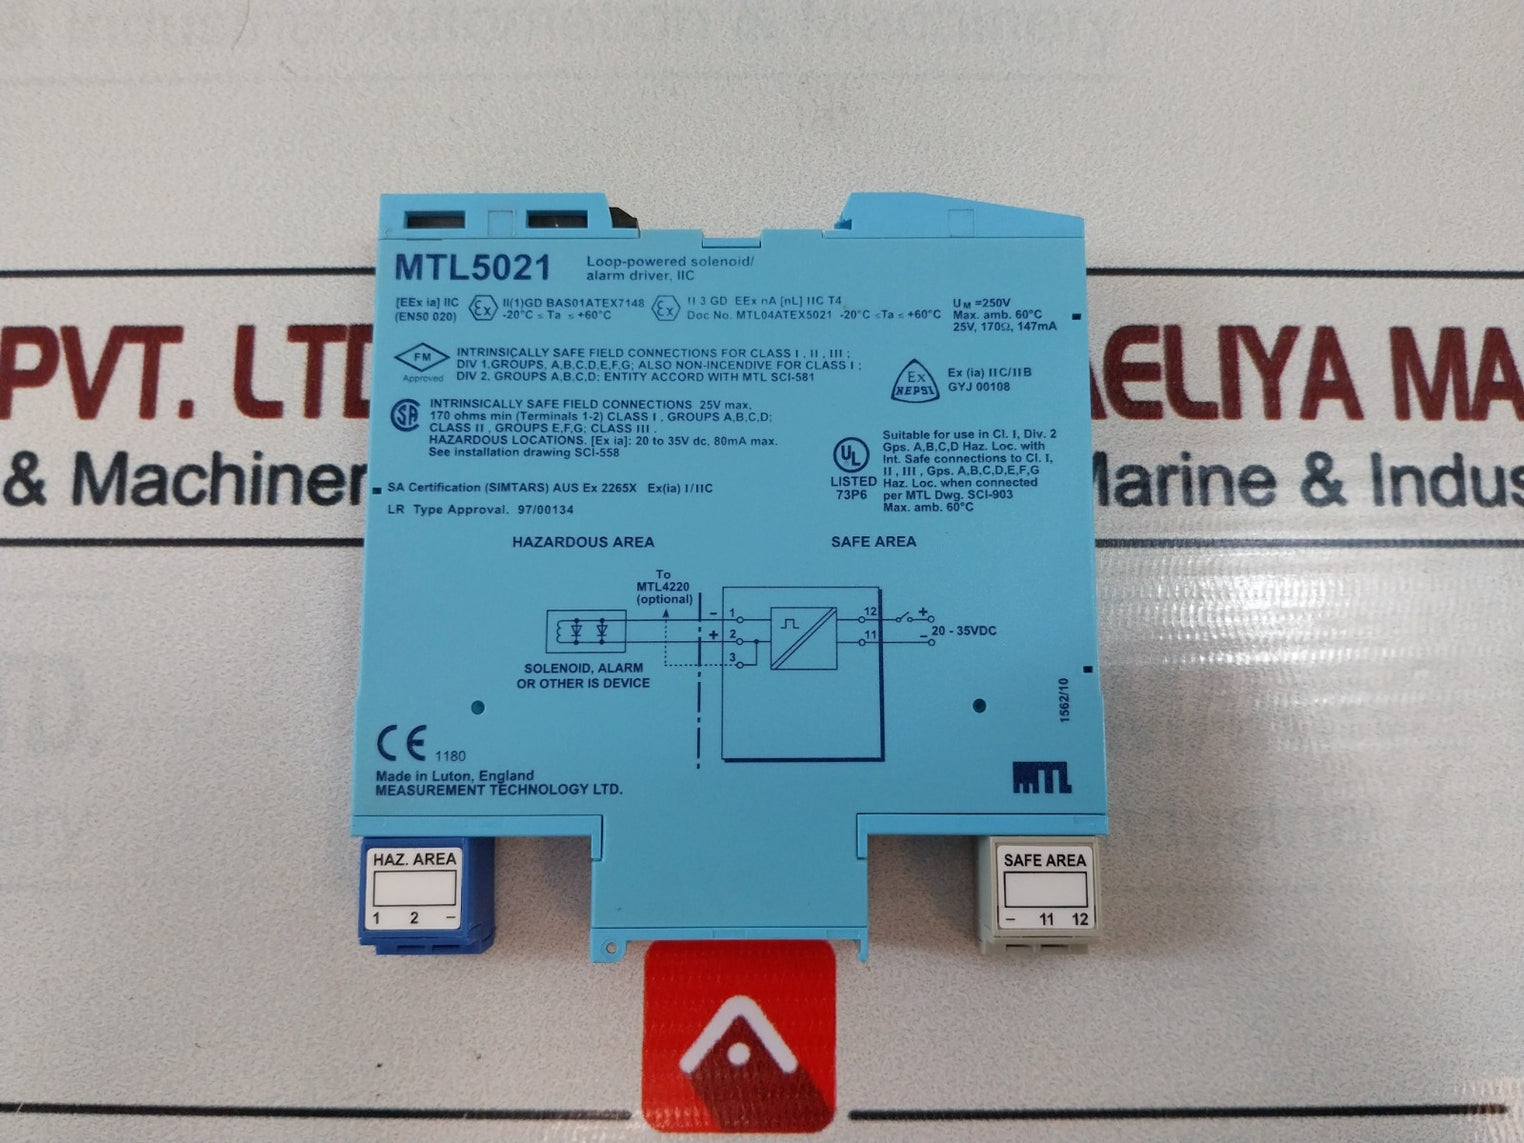 MTL5021
Loop-powered solenoid/
alarm driver, IIC
[EEx ia] IIC
(EN50 020)
Ex
II(1)GD BAS01ATEX7148
-20°C ≤ Ta ≤ +60°C
Ex
II 3 GD EEx nA [nL] IIC T4
Doc No. MTL04ATEX5021 -20°C ≤Ta ≤ +60°C
UM =250V
Max. amb. 60°C
25V, 170Ω, 147mA
FM
Approved
INTRINSICALLY SAFE FIELD CONNECTIONS FOR CLASS I , II , III ;
DIV 1,GROUPS, A,B,C,D,E,F,G; ALSO NON-INCENDIVE FOR CLASS I ;
DIV 2, GROUPS A,B,C,D; ENTITY ACCORD WITH MTL SCI-581
Ex
NEPSI
Ex (ia) IIC/IIB
GYJ 00108
SA
INTRINSICALLY SAFE FIELD CONNECTIONS 25V max,
170 ohms min (Terminals 1-2) CLASS I , GROUPS A,B,C,D;
CLASS II , GROUPS E,F,G; CLASS III .
HAZARDOUS LOCATIONS. [Ex ia]: 20 to 35V dc, 80mA max.
See installation drawing SCI-558
UL
LISTED
73P6
Suitable for use in Cl. I, Div. 2
Gps. A,B,C,D Haz. Loc. with
Int. Safe connections to Cl. I,
II , III , Gps. A,B,C,D,E,F,G
Haz. Loc. when connected
per MTL Dwg. SCI-903
Max. amb. 60°C
SA Certification (SIMTARS) AUS Ex 2265X Ex(ia) I/IIC
LR Type Approval. 97/00134
HAZARDOUS AREA
SAFE AREA
To
MTL4220
(optional)
− 1
+ 2
3
12 +
11 −
20 - 35VDC
SOLENOID, ALARM
OR OTHER IS DEVICE
1562/10
CE 1180
Made in Luton, England
MEASUREMENT TECHNOLOGY LTD.
MTL
HAZ. AREA
1 2 −
SAFE AREA
− 11 12
PVT. LT
AELIYA MA
& Machiner
Marine & Indus